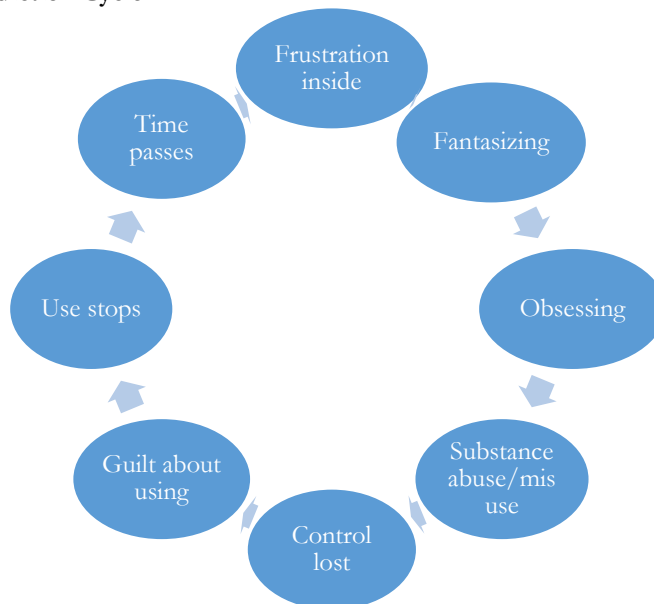 Frustration
inside
Time
passes
Fantasizing
Use stops
Obsessing
Guilt about
using
Substance
abuse/mis
use
Control
lost